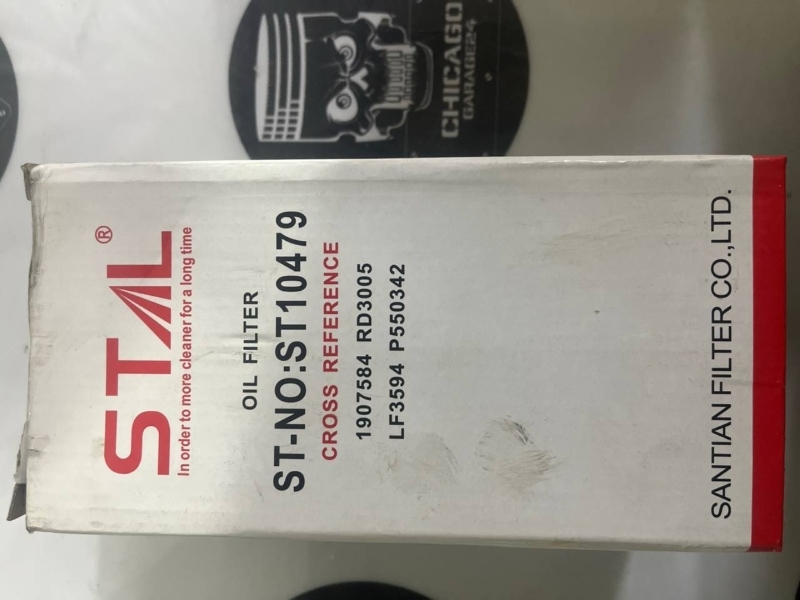 CHICAGO
GARAGE24
STAL®
In order to more cleaner for a long time
OIL FILTER
ST-NO:ST10479
CROSS REFERENCE
1907584 RD3005
LF3594 P550342
SANTIAN FILTER CO.,LTD.